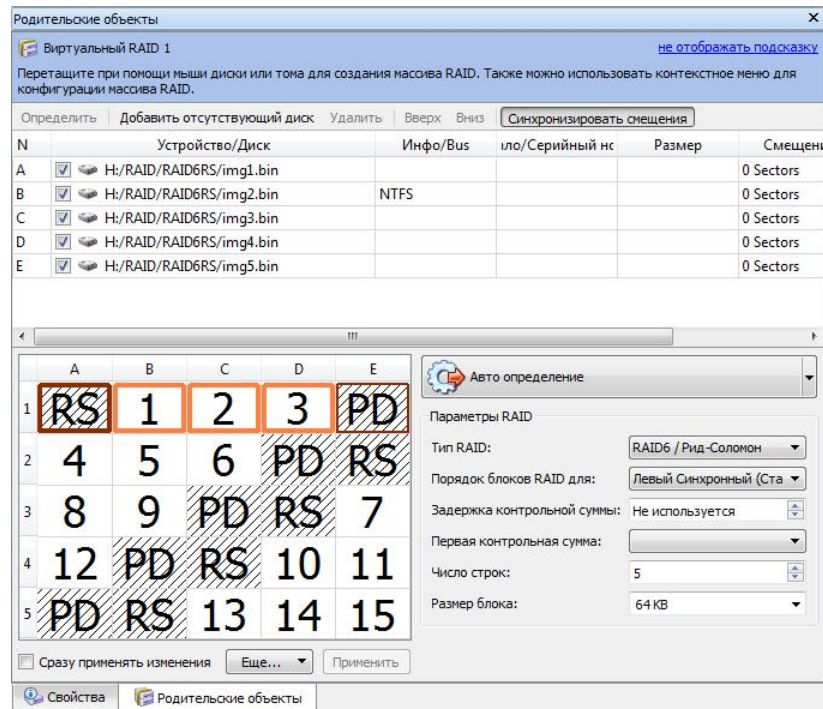 Родительские объекты
Виртуальный RAID 1 не отображать подсказку
Перетащите при помощи мыши диски или тома для создания массива RAID. Также можно использовать контекстное меню для
конфигурации массива RAID.
Определить Добавить отсутствующий диск Удалить Вверх Вниз Синхронизировать смещения
N Устройство/Диск Инфо/Bus ıло/Серийный нс Размер Смещени
A H:/RAID/RAID6RS/img1.bin 0 Sectors
B H:/RAID/RAID6RS/img2.bin NTFS 0 Sectors
C H:/RAID/RAID6RS/img3.bin 0 Sectors
D H:/RAID/RAID6RS/img4.bin 0 Sectors
E H:/RAID/RAID6RS/img5.bin 0 Sectors
A B C D E
1 RS 1 2 3 PD
2 4 5 6 PD RS
3 8 9 PD RS 7
4 12 PD RS 10 11
5 PD RS 13 14 15
Авто определение
Параметры RAID
Тип RAID: RAID6 / Рид-Соломон
Порядок блоков RAID для: Левый Синхронный (Ста
Задержка контрольной суммы: Не используется
Первая контрольная сумма:
Число строк: 5
Размер блока: 64 KB
Сразу применять изменения Еще... Применить
Свойства Родительские объекты